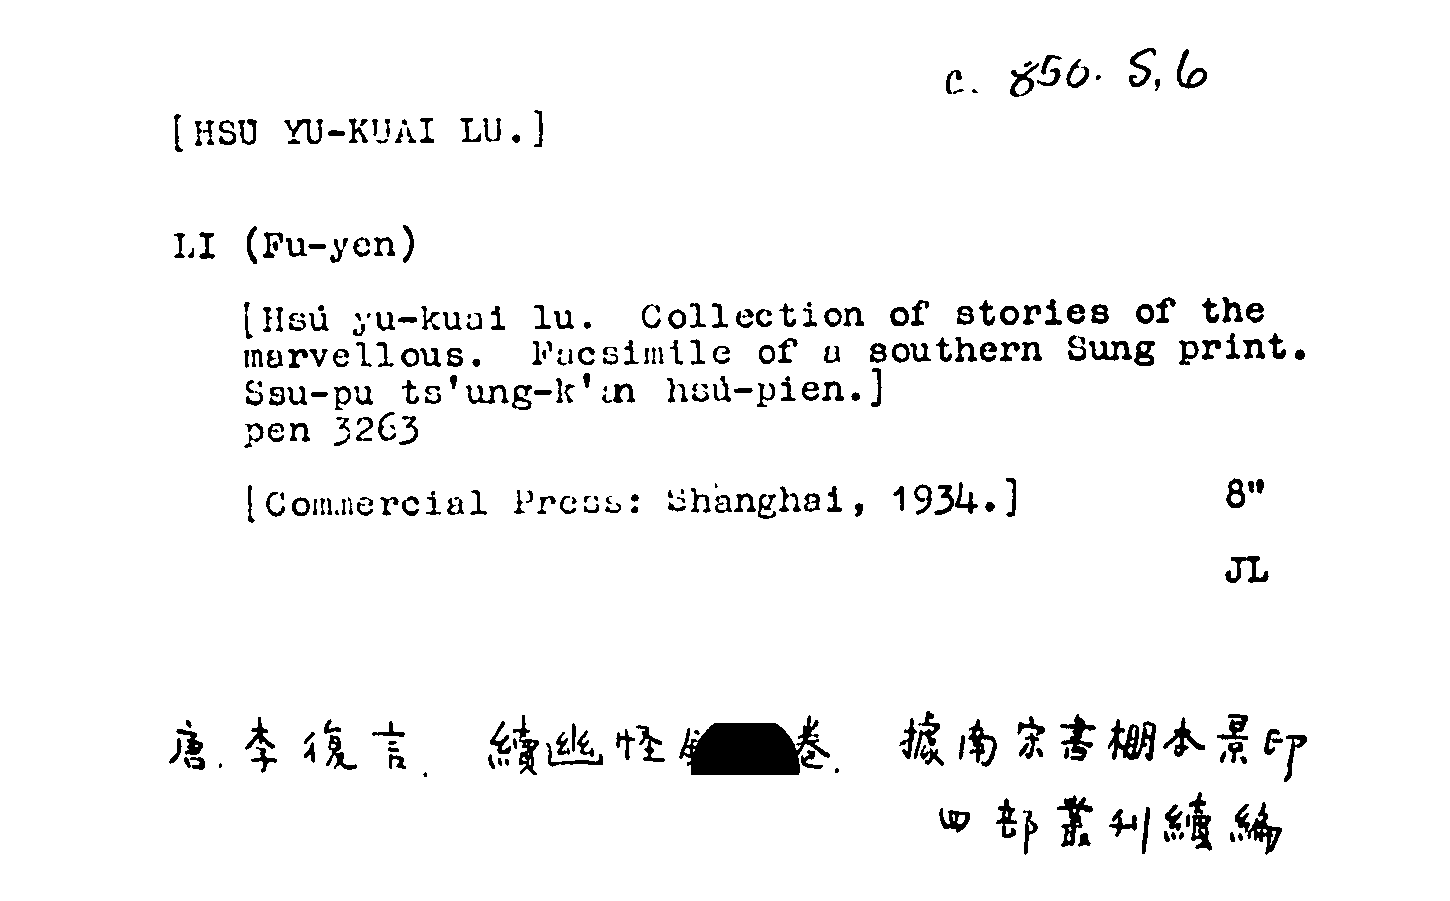 c. 850. S, 6
[HSU YU-KUAI LU.]
LI (Fu-yen)
[Hsü yu-kuai lu. Collection of stories of the
marvellous. Facsimile of a southern Sung print.
Ssu-pu ts'ung-k'an hsü-pien.]
pen 3263
[Commercial Press: Shanghai, 1934.] 8"
JL
唐. 李復言. 續幽怪 卷. 據南宋書棚本景印
四部叢刊續編